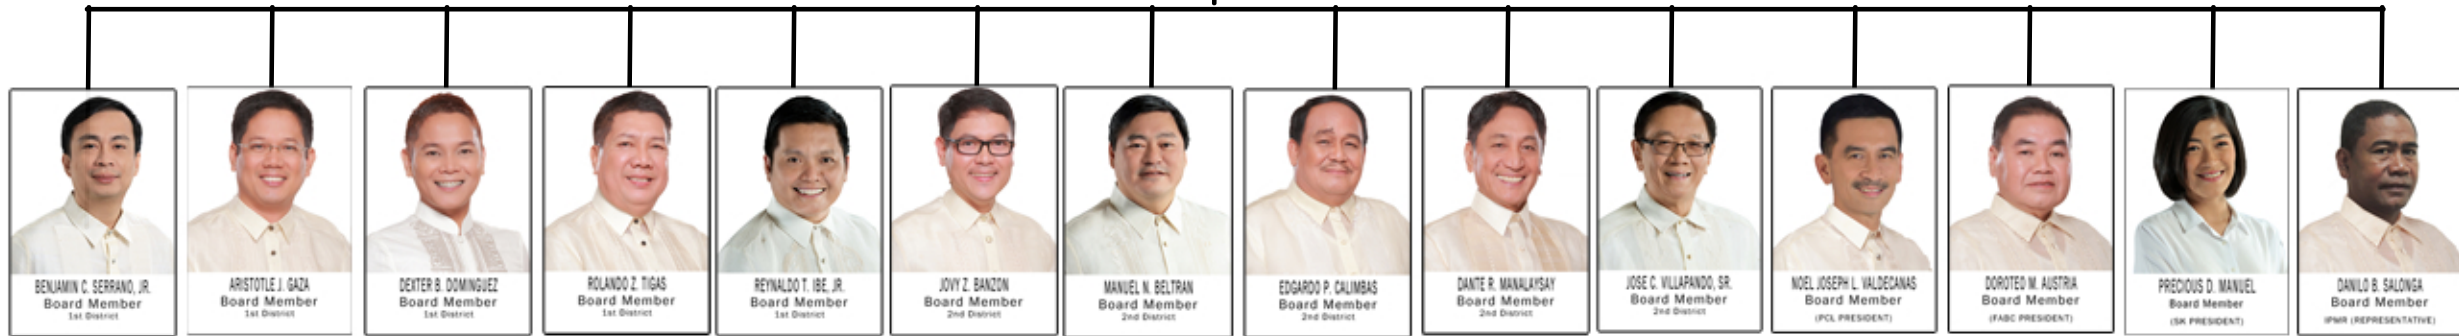 BENJAMIN C. SERRANO, JR.
Board Member
1st District
ARISTOTLE J. GAZA
Board Member
1st District
DEXTER B. DOMINGUEZ
Board Member
1st District
ROLANDO Z. TIGAS
Board Member
1st District
REYNALDO T. IBE, JR.
Board Member
1st District
JOVY Z. BANZON
Board Member
2nd District
MANUEL N. BELTRAN
Board Member
2nd District
EDGARDO P. CALIMBAS
Board Member
2nd District
DANTE R. MANALAYSAY
Board Member
2nd District
JOSE C. VILLAPANDO, SR.
Board Member
2nd District
NOEL JOSEPH L. VALDECANAS
Board Member
(PCL PRESIDENT)
DOROTEO M. AUSTRIA
Board Member
(FABC PRESIDENT)
PRECIOUS D. MANUEL
Board Member
(SK PRESIDENT)
DANILO B. SALONGA
Board Member
IPMR (REPRESENTATIVE)